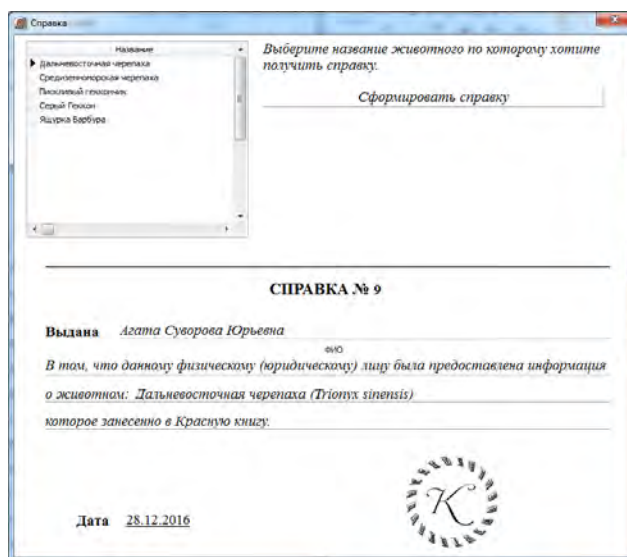 Справка
Название
Дальневосточная черепаха
Средиземноморская черепаха
Пискливый геккончик
Серый Геккон
Ящурка Барбура
Выберите название животного по которому хотите
получить справку.
Сформировать справку
СПРАВКА № 9
Выдана Агата Суворова Юрьевна
ФИО
В том, что данному физическому (юридическому) лицу была предоставлена информация
о животном: Дальневосточная черепаха (Trionyx sinensis)
которое занесенно в Красную книгу.
К
Дата 28.12.2016